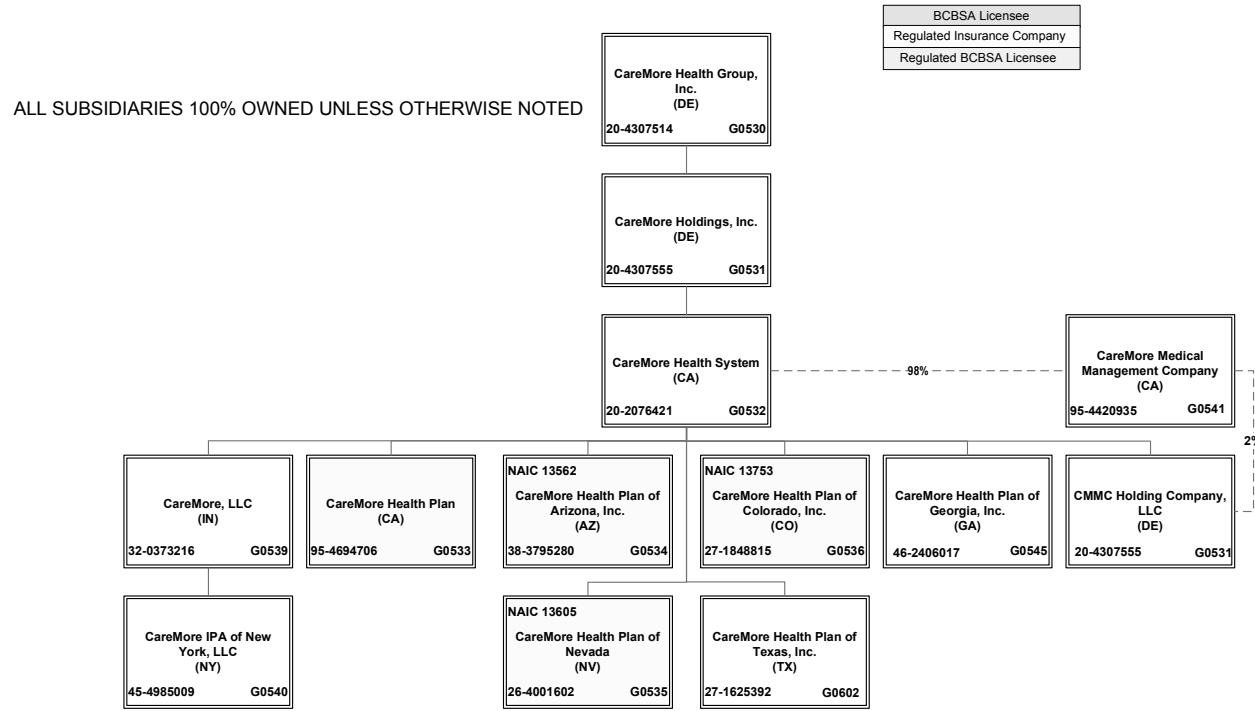 BCBSA Licensee
Regulated Insurance Company
Regulated BCBSA Licensee
ALL SUBSIDIARIES 100% OWNED UNLESS OTHERWISE NOTED
CareMore Health Group,
Inc.
(DE)
20-4307514 G0530
CareMore Holdings, Inc.
(DE)
20-4307555 G0531
CareMore Health System
(CA)
20-2076421 G0532
98%
CareMore Medical
Management Company
(CA)
95-4420935 G0541
2%
CareMore, LLC
(IN)
32-0373216 G0539
CareMore Health Plan
(CA)
95-4694706 G0533
NAIC 13562
CareMore Health Plan of
Arizona, Inc.
(AZ)
38-3795280 G0534
NAIC 13753
CareMore Health Plan of
Colorado, Inc.
(CO)
27-1848815 G0536
CareMore Health Plan of
Georgia, Inc.
(GA)
46-2406017 G0545
CMMC Holding Company,
LLC
(DE)
20-4307555 G0531
CareMore IPA of New
York, LLC
(NY)
45-4985009 G0540
NAIC 13605
CareMore Health Plan of
Nevada
(NV)
26-4001602 G0535
CareMore Health Plan of
Texas, Inc.
(TX)
27-1625392 G0602